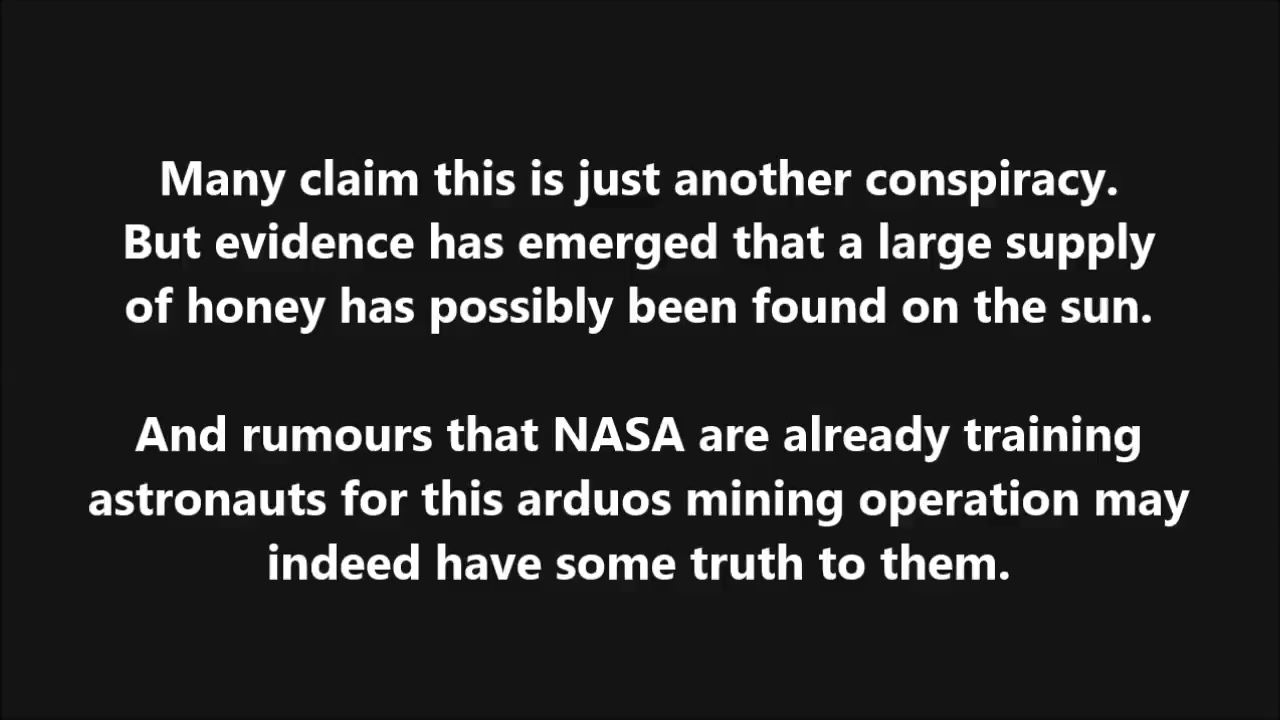 Many claim this is just another conspiracy.
But evidence has emerged that a large supply
of honey has possibly been found on the sun.
And rumours that NASA are already training
astronauts for this arduos mining operation may
indeed have some truth to them.